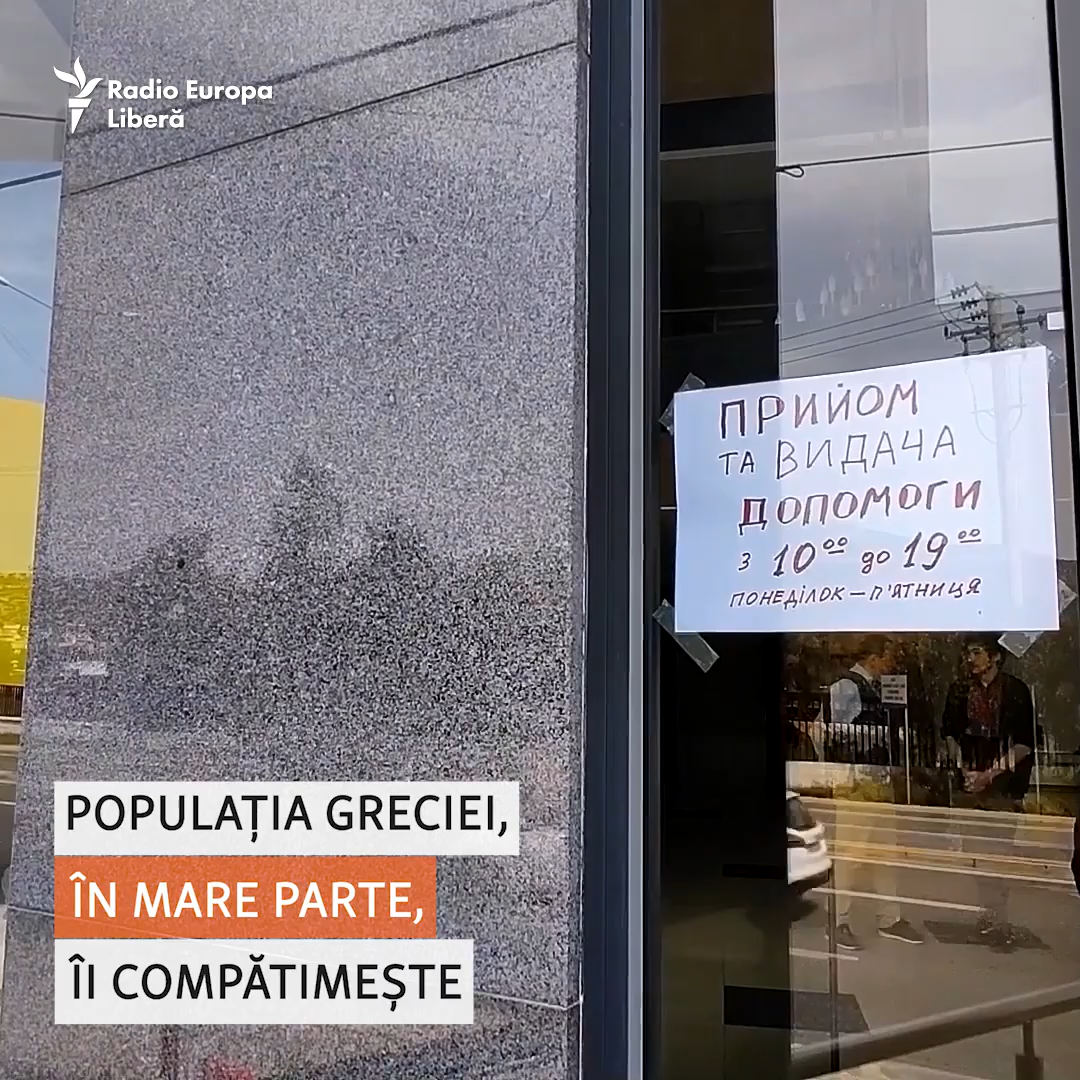 Radio Europa
Liberă
ПРИЙОМ
ТА ВИДАЧА
ДОПОМОГИ
З 10⁰⁰ до 19⁰⁰
ПОНЕДІЛОК – П'ЯТНИЦЯ
POPULAȚIA GRECIEI,
ÎN MARE PARTE,
ÎI COMPĂTIMEȘTE